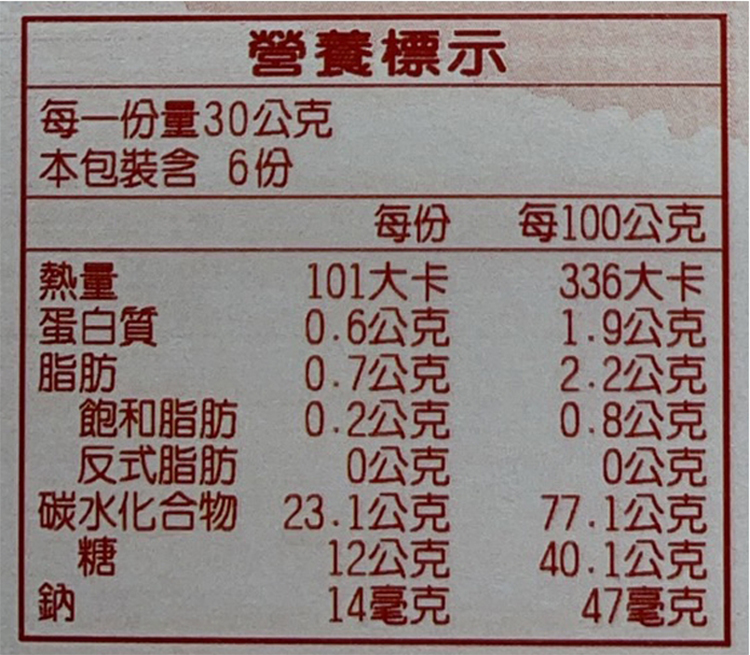 營養標示
每一份量30公克
本包裝含 6份
每份 每100公克
熱量 101大卡 336大卡
蛋白質 0.6公克 1.9公克
脂肪 0.7公克 2.2公克
飽和脂肪 0.2公克 0.8公克
反式脂肪 0公克 0公克
碳水化合物 23.1公克 77.1公克
糖 12公克 40.1公克
鈉 14毫克 47毫克